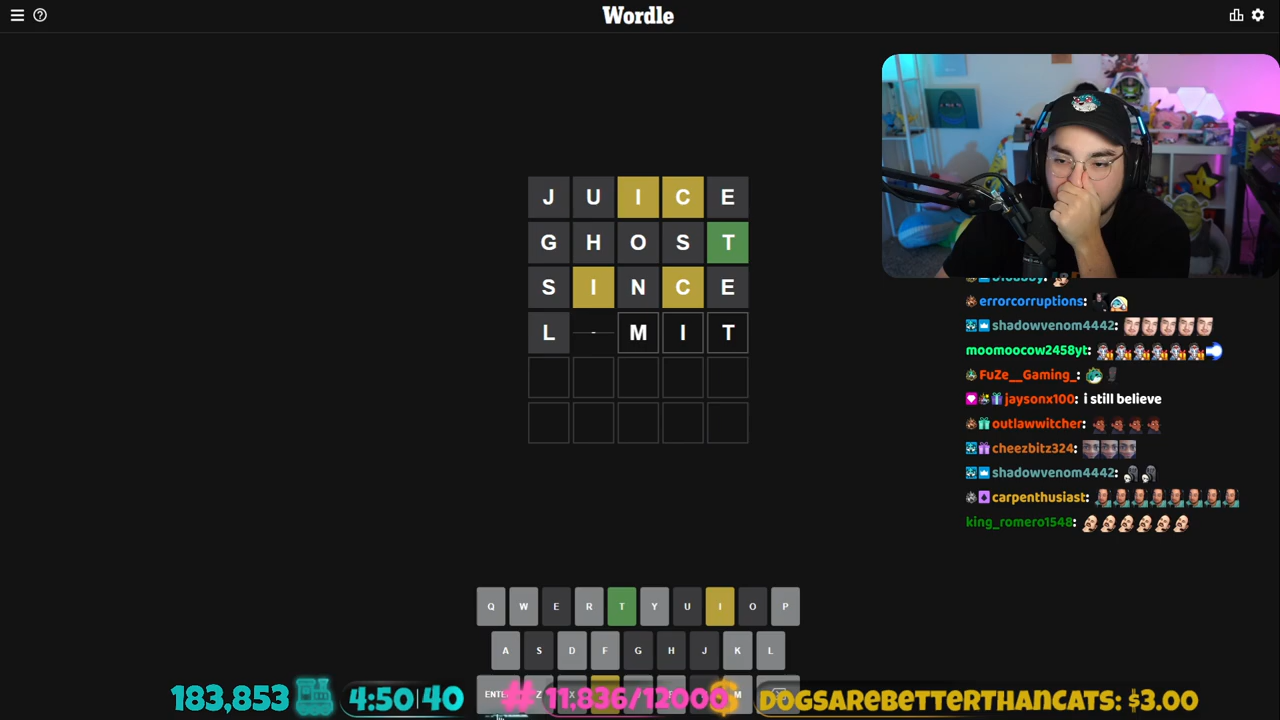 Wordle
J U I C E
G H O S T
S I N C E
L - M I T
errorcorruptions:
shadowvenom4442:
moomoocow2458yt:
FuZe__Gaming_:
jaysonx100: i still believe
outlawwitcher:
cheezbitz324:
shadowvenom4442:
carpenthusiast:
king_romero1548:
Q W E R T Y U I O P
A S D F G H J K L
ENTER Z X M
183,853 4:50|40 # 11,836/12000 $ DOGSAREBETTERTHANCATS: $3.00